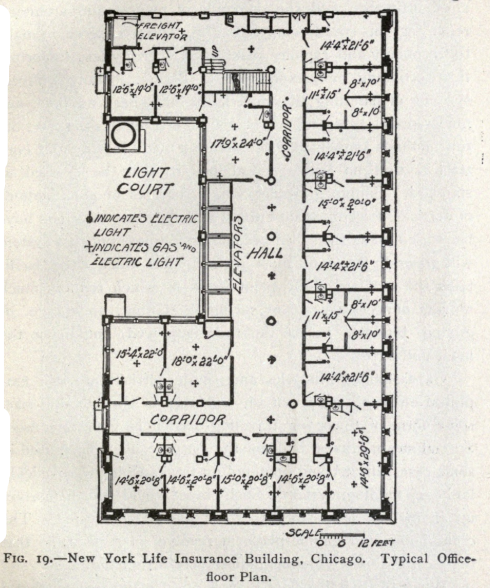 FREIGHT
ELEVATOR
UP
14'4"x21'6"
12'6"x19'0"
12'6"x19'0"
8'x10'
11'x15'
8'x10'
17'9"x24'0"
CORRIDOR
14'4"x21'6"
LIGHT
COURT
15'0"x20'0"
INDICATES ELECTRIC
LIGHT
INDICATES GAS AND
ELECTRIC LIGHT
ELEVATORS
HALL
14'4"x21'6"
8'x10'
11'x15'
8'x10'
15'4"x22'0"
18'0"x22'0"
14'4"x21'6"
CORRIDOR
14'6"x29'6"
14'6"x20'8"
14'6"x20'8"
15'0"x20'8"
14'6"x20'8"
SCALE
0 6 12 FEET
FIG. 19.—New York Life Insurance Building, Chicago. Typical Office-
floor Plan.